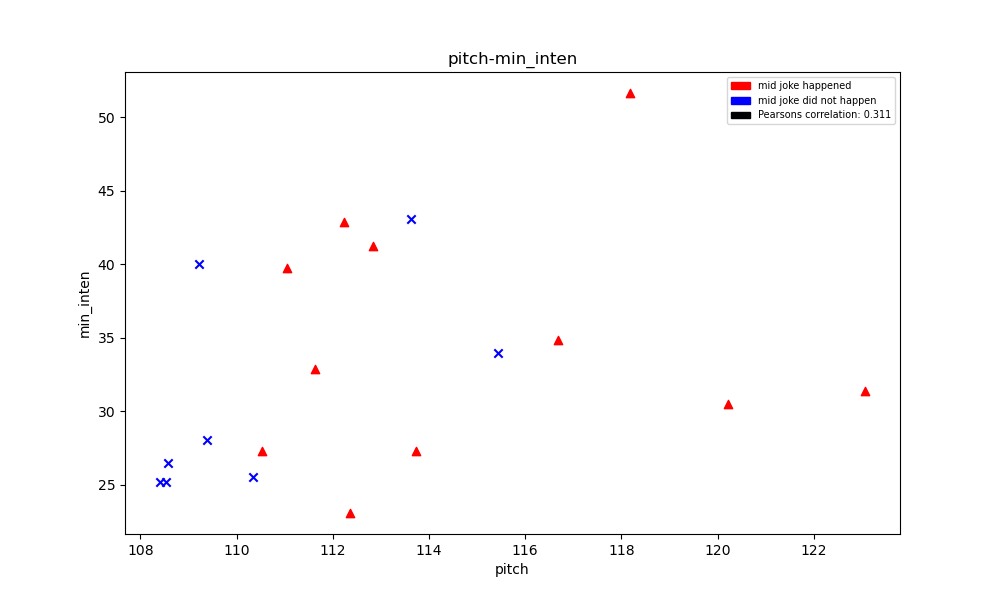 pitch-min_inten
mid joke happened
mid joke did not happen
Pearsons correlation: 0.311
min_inten
50
45
40
35
30
25
108 110 112 114 116 118 120 122
pitch